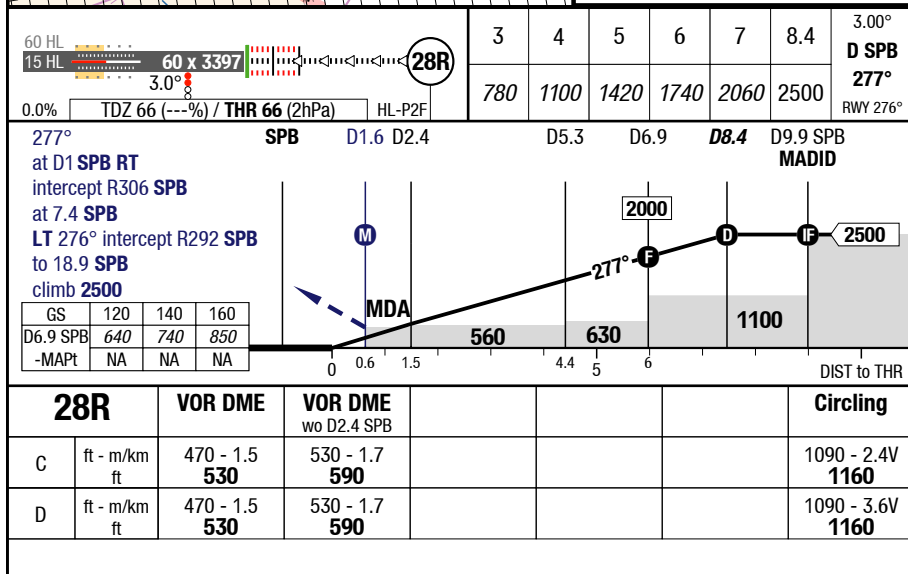 60 HL
15 HL
60 x 3397
28R
3.0°
0.0%
TDZ 66 (---%) / THR 66 (2hPa)
HL-P2F
3 4 5 6 7 8.4
780 1100 1420 1740 2060 2500
3.00°
D SPB
277°
RWY 276°
277°
at D1 SPB RT
intercept R306 SPB
at 7.4 SPB
LT 276° intercept R292 SPB
to 18.9 SPB
climb 2500
SPB D1.6 D2.4 D5.3 D6.9 D8.4 D9.9 SPB
MADID
2000
M
D
IF
2500
F
277°
MDA
560
630
1100
GS 120 140 160
D6.9 SPB 640 740 850
-MAPt NA NA NA
0 0.6 1.5 4.4 5 6
DIST to THR
28R VOR DME VOR DME Circling
wo D2.4 SPB
C ft - m/km 470 - 1.5 530 - 1.7 1090 - 2.4V
ft 530 590 1160
D ft - m/km 470 - 1.5 530 - 1.7 1090 - 3.6V
ft 530 590 1160